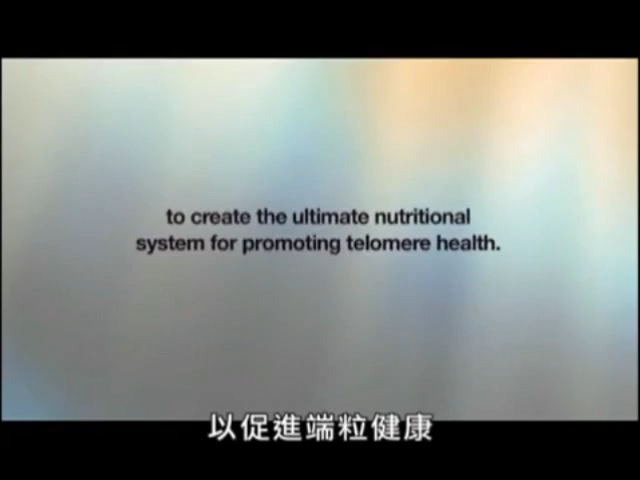 to create the ultimate nutritional
system for promoting telomere health.
以促進端粒健康